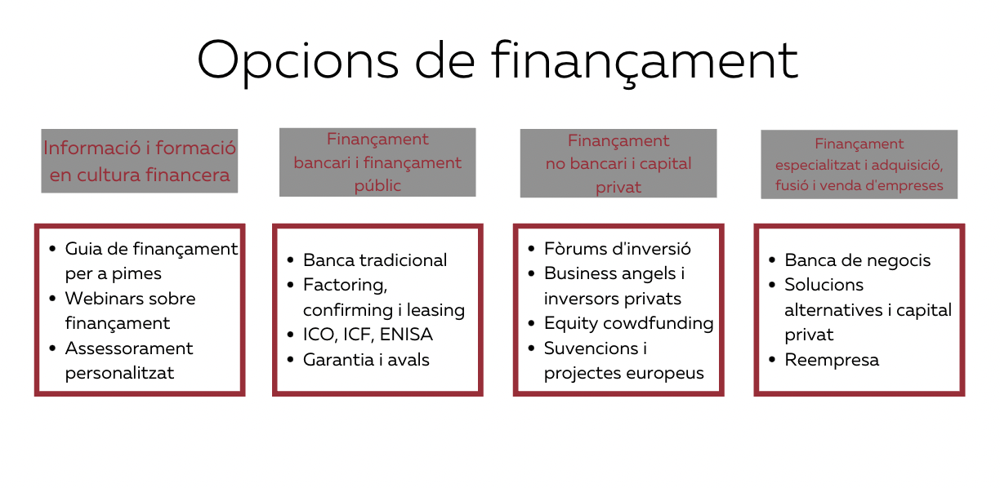 Opcions de finançament
Informació i formació
en cultura financera
Guia de finançament
per a pimes
Webinars sobre
finançament
Assessorament
personalitzat
Finançament
bancari i finançament
públic
Banca tradicional
Factoring,
confirming i leasing
ICO, ICF, ENISA
Garantia i avals
Finançament
no bancari i capital
privat
Fòrums d'inversió
Business angels i
inversors privats
Equity cowdfunding
Suvencions i
projectes europeus
Finançament
especialitzat i adquisició,
fusió i venda d'empreses
Banca de negocis
Solucions
alternatives i capital
privat
Reempresa